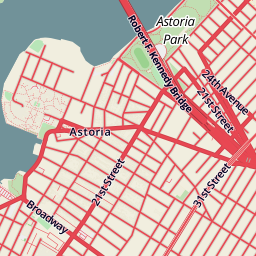 Astoria
Park
Robert F. Kennedy Bridge
24th Avenue
21st Street
Astoria
21st Street
31st Street
Broadway